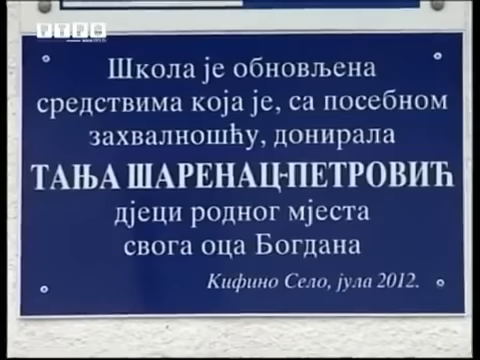 РТРС
Школа је обновљена
средствима која је, са посебном
захвалношћу, донирала
ТАЊА ШАРЕНАЦ-ПЕТРОВИЋ
дјеци родног мјеста
свога оца Богдана
Кифино Село, јула 2012.